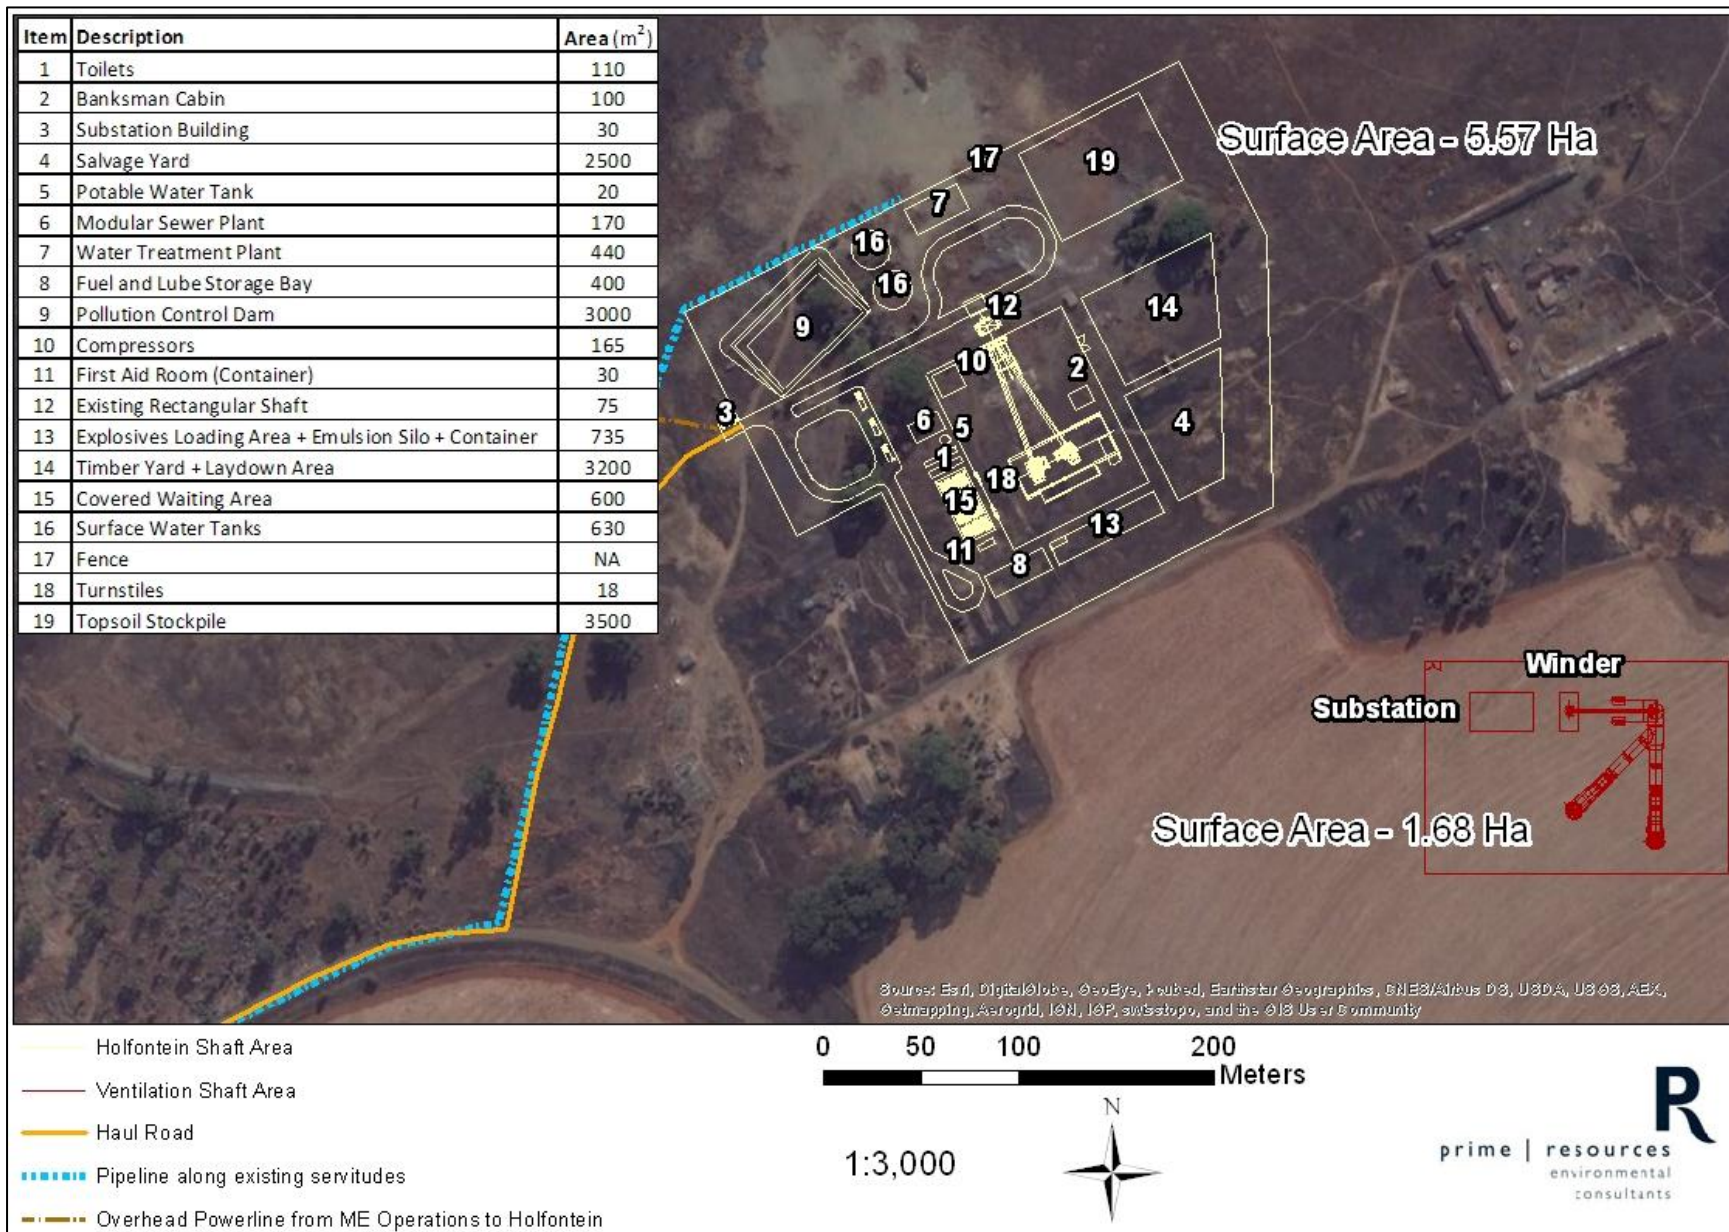 Item Description Area (m²)
1 Toilets 110
2 Banksman Cabin 100
3 Substation Building 30
4 Salvage Yard 2500
5 Potable Water Tank 20
6 Modular Sewer Plant 170
7 Water Treatment Plant 440
8 Fuel and Lube Storage Bay 400
9 Pollution Control Dam 3000
10 Compressors 165
11 First Aid Room (Container) 30
12 Existing Rectangular Shaft 75
13 Explosives Loading Area + Emulsion Silo + Container 735
14 Timber Yard + Laydown Area 3200
15 Covered Waiting Area 600
16 Surface Water Tanks 630
17 Fence NA
18 Turnstiles 18
19 Topsoil Stockpile 3500
Surface Area - 5.57 Ha
17
19
7
16
16
12
14
9
10
2
3
6
5
4
1
18
15
13
11
8
Winder
Substation
Surface Area - 1.68 Ha
Source: Esri, DigitalGlobe, GeoEye, i-cubed, Earthstar Geographics, CNES/Airbus DS, USDA, USGS, AEX,
Getmapping, Aerogrid, IGN, IGP, swisstopo, and the GIS User Community
Holfontein Shaft Area
Ventilation Shaft Area
Haul Road
Pipeline along existing servitudes
Overhead Powerline from ME Operations to Holfontein
0 50 100 200
Meters
N
1:3,000
R
prime | resources
environmental
consultants